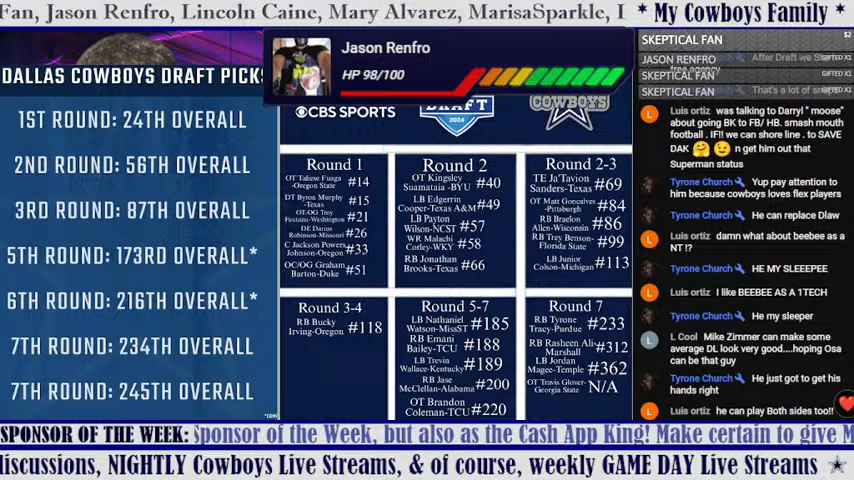 Fan, Jason Renfro, Lincoln Caine, Mary Alvarez, MarisaSparkle,
* My Cowboys Family *
Jason Renfro
HP 98/100
DALLAS COWBOYS DRAFT PICKS
1ST ROUND: 24TH OVERALL
2ND ROUND: 56TH OVERALL
3RD ROUND: 87TH OVERALL
5TH ROUND: 173RD OVERALL*
6TH ROUND: 216TH OVERALL*
7TH ROUND: 234TH OVERALL
7TH ROUND: 245TH OVERALL
CBS SPORTS
DRAFT
2024
COWBOYS
Round 1
OT Taliese Fuaga
-Oregon State #14
DT Byron Murphy
-Texas #15
OT-OG Troy
Fautanu-Washington #21
DE Darius
Robinson-Missouri #26
C Jackson Powers-
Johnson-Oregon #33
OC/OG Graham
Barton-Duke #51
Round 2
OT Kingsley
Suamataia -BYU #40
LB Edgerrin
Cooper-Texas A&M #49
LB Payton
Wilson-NCST #57
WR Malachi
Corley-WKY #58
RB Jonathan
Brooks-Texas #66
Round 2-3
TE Ja'Tavion
Sanders-Texas #69
OT Matt Goncalves
-Pittsburgh #84
RB Braelon
Allen-Wisconsin #86
RB Trey Benson-
Florida State #99
LB Junior
Colson-Michigan #113
Round 3-4
RB Bucky
Irving-Oregon #118
Round 5-7
LB Nathaniel
Watson-MissST #185
RB Emani
Bailey-TCU #188
LB Trevin
Wallace-Kentucky #189
RB Jase
McClellan-Alabama #200
OT Brandon
Coleman-TCU #220
Round 7
RB Tyrone
Tracy-Purdue #233
RB Rasheen Ali-
Marshall #312
LB Jordan
Magee-Temple #362
OT Travis Glover-
Georgia State N/A
SKEPTICAL FAN $2
JASON RENFRO GIFTED X1
After Draft we
free agency
SKEPTICAL FAN GIFTED X1
SKEPTICAL FAN GIFTED X1
That's a lot of
Luis ortiz was talking to Darryl " moose"
about going BK to FB/ HB. smash mouth
football . IF!! we can shore line . to SAVE
DAK 🤗 😉 n get him out that
Superman status
Tyrone Church Yup pay attention to
him because cowboys loves flex players
Tyrone Church He can replace Dlaw
Luis ortiz damn what about beebee as a
NT !?
Tyrone Church HE MY SLEEEPEE
Luis ortiz I like BEEBEE AS A 1TECH
Tyrone Church He my sleeper
L Cool Mike Zimmer can make some
average DL look very good....hoping Osa
can be that guy
Tyrone Church He just got to get his
hands right
Luis ortiz he can play Both sides too!!
SPONSOR OF THE WEEK: Sponsor of the Week, but also as the Cash App King! Make certain to give M
discussions, NIGHTLY Cowboys Live Streams, & of course, weekly GAME DAY Live Streams